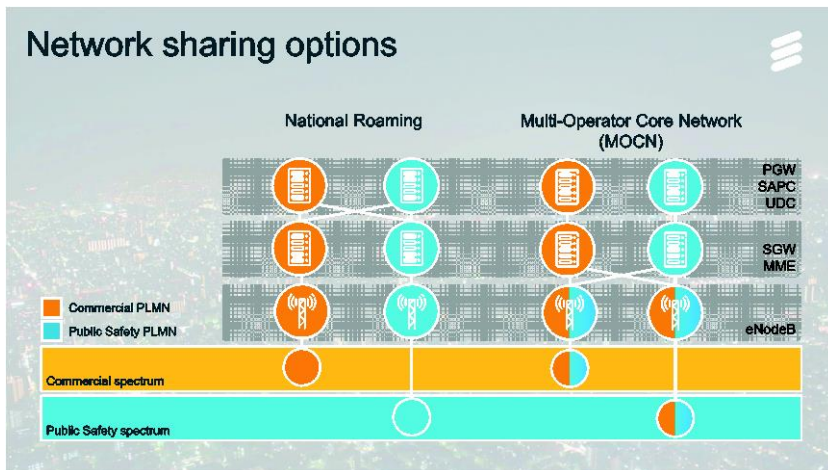 Network sharing options
National Roaming
Multi-Operator Core Network
(MOCN)
PGW
SAPC
UDC
SGW
MME
Commercial PLMN
Public Safety PLMN
eNodeB
Commercial spectrum
Public Safety spectrum